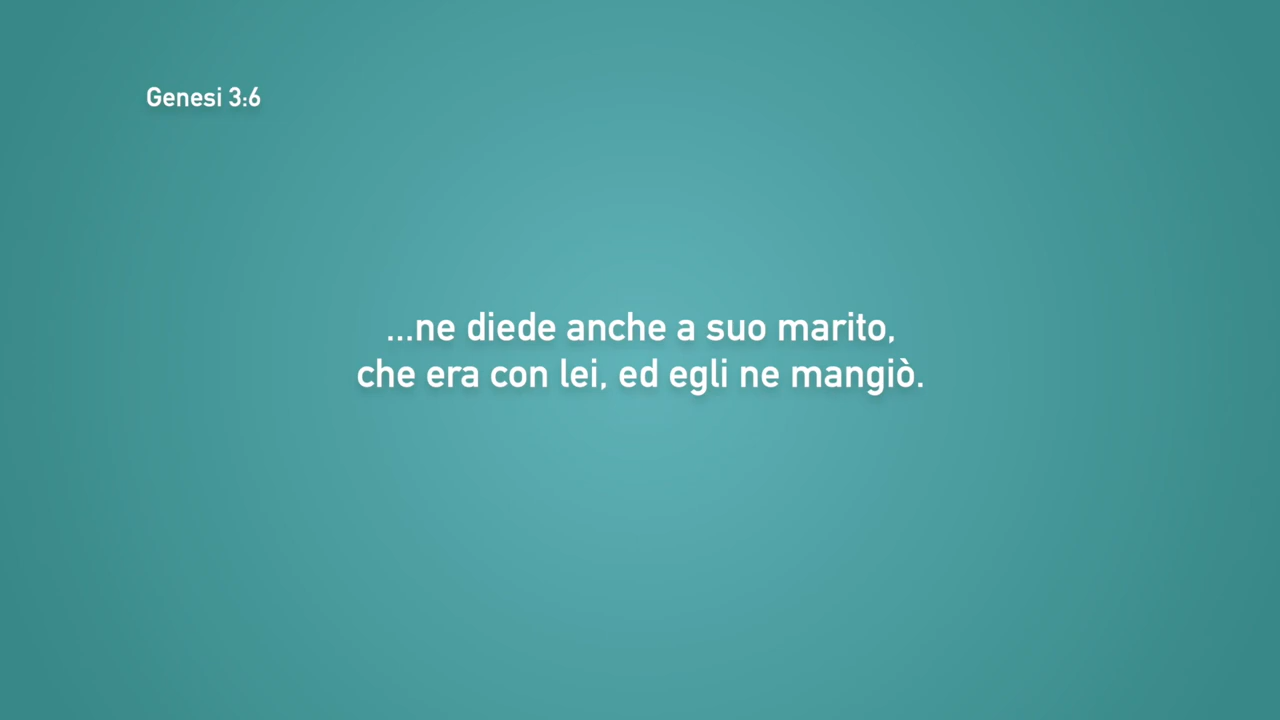 Genesi 3:6
...ne diede anche a suo marito,
che era con lei, ed egli ne mangiò.